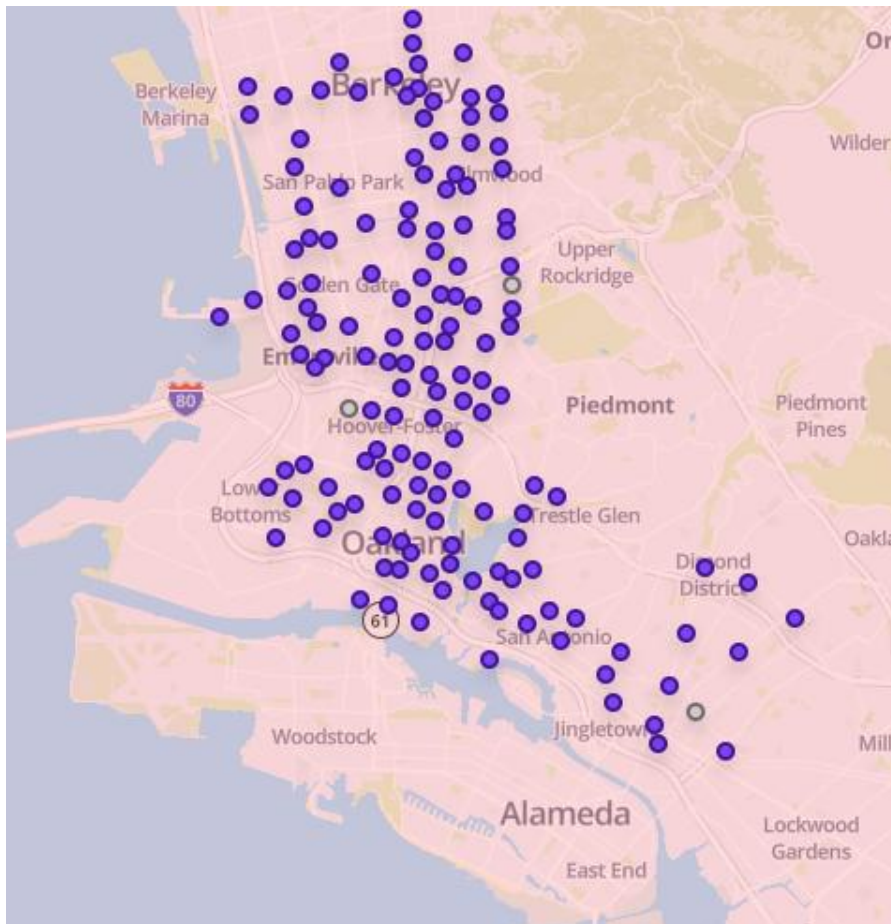 Or
Berkeley
Berkeley
Marina
Wilder
San Pablo Park
Elmwood
Upper
Rockridge
Golden Gate
Emeryville
80
Piedmont
Piedmont
Pines
Hoover-Foster
Lower
Bottoms
Trestle Glen
Oakland
Oakla
Dimond
District
61
San Antonio
Jingletown
Woodstock
Mill
Alameda
Lockwood
Gardens
East End